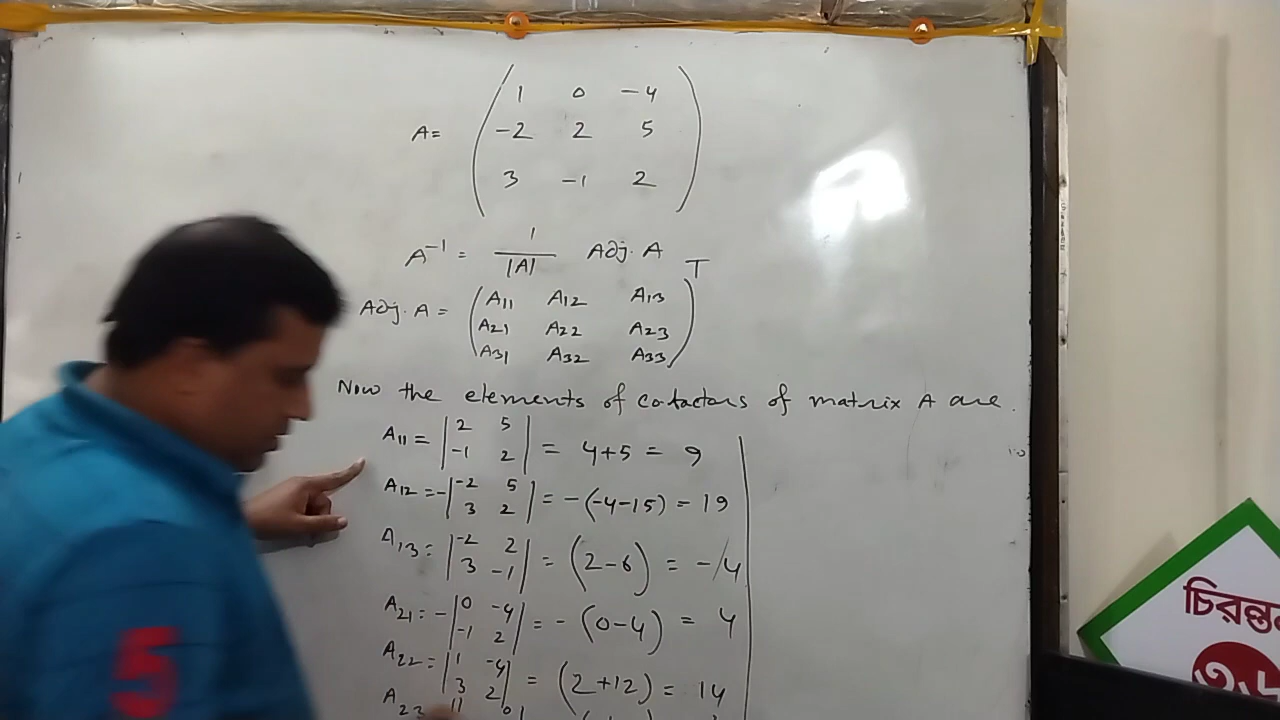 1 0 -4
A= -2 2 5
3 -1 2
A⁻¹ = 1/|A| Adj. A
T
Adj. A = A11 A12 A13
A21 A22 A23
A31 A32 A33
Now the elements of cofactors of matrix A are.
A11 = |2 5| = 4+5 = 9
-1 2
A12 = -|-2 5| = -(-4-15) = 19
3 2
A13 = |-2 2| = (2-6) = -4
3 -1
A21 = -|0 -4| = -(0-4) = 4
-1 2
A22 = |1 -4| = (2+12) = 14
3 2
A23
5